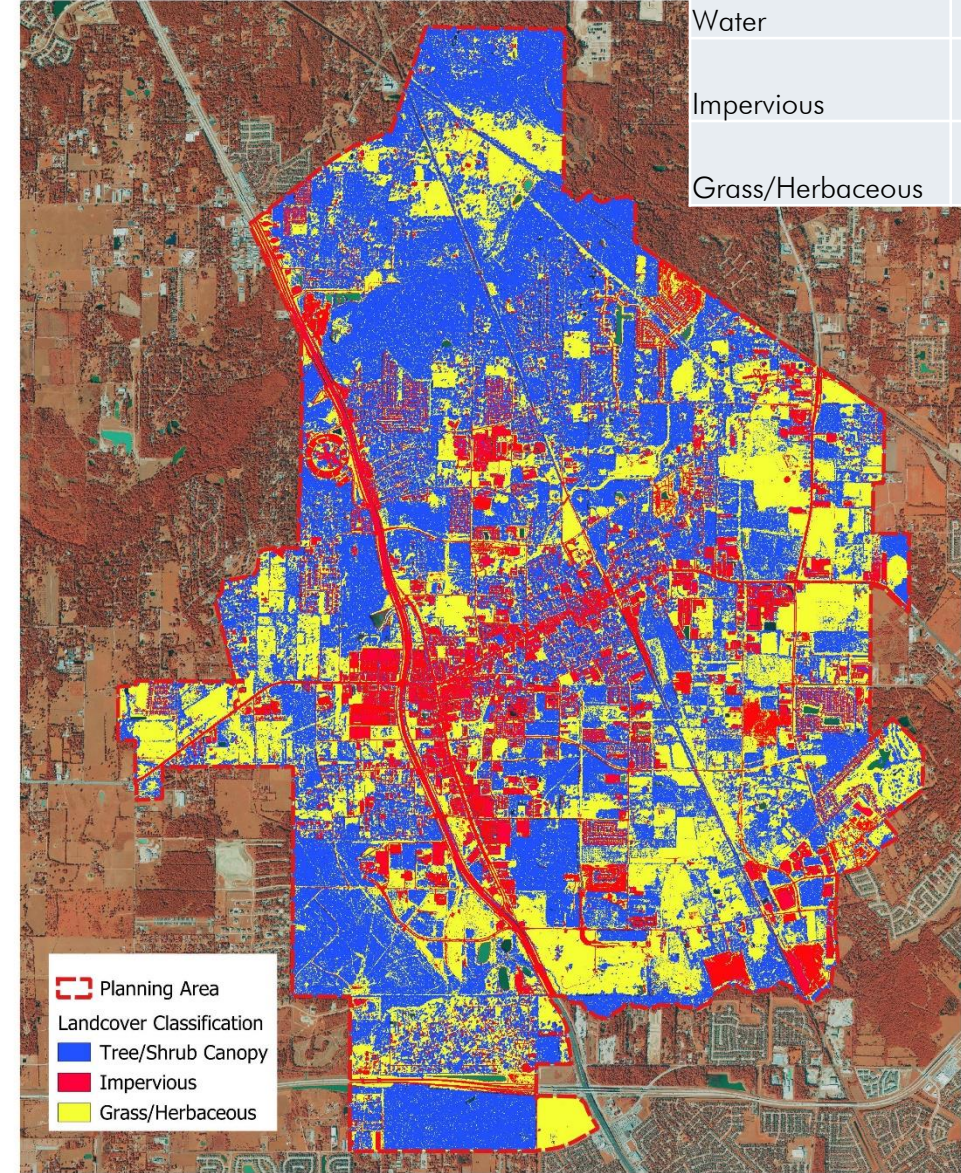 Water
Impervious
Grass/Herbaceous
Planning Area
Landcover Classification
Tree/Shrub Canopy
Impervious
Grass/Herbaceous